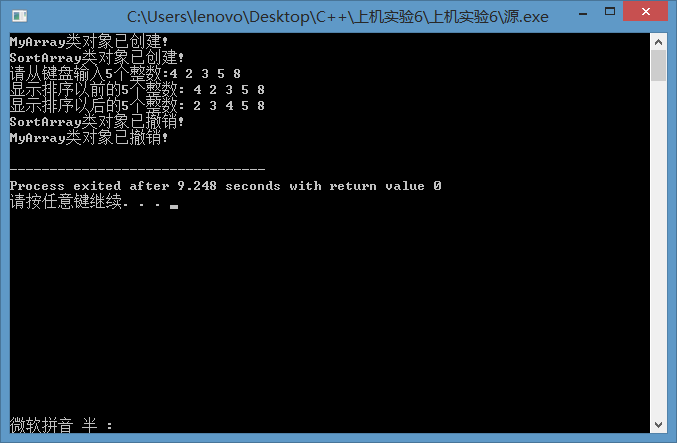 C:\Users\lenovo\Desktop\C++\上机实验6\上机实验6\源.exe
MyArray类对象已创建!
SortArray类对象已创建!
请从键盘输入5个整数:4 2 3 5 8
显示排序以前的5个整数: 4 2 3 5 8
显示排序以后的5个整数: 2 3 4 5 8
SortArray类对象已撤销!
MyArray类对象已撤销!
--------------------------------
Process exited after 9.248 seconds with return value 0
请按任意键继续. . .
微软拼音 半 :